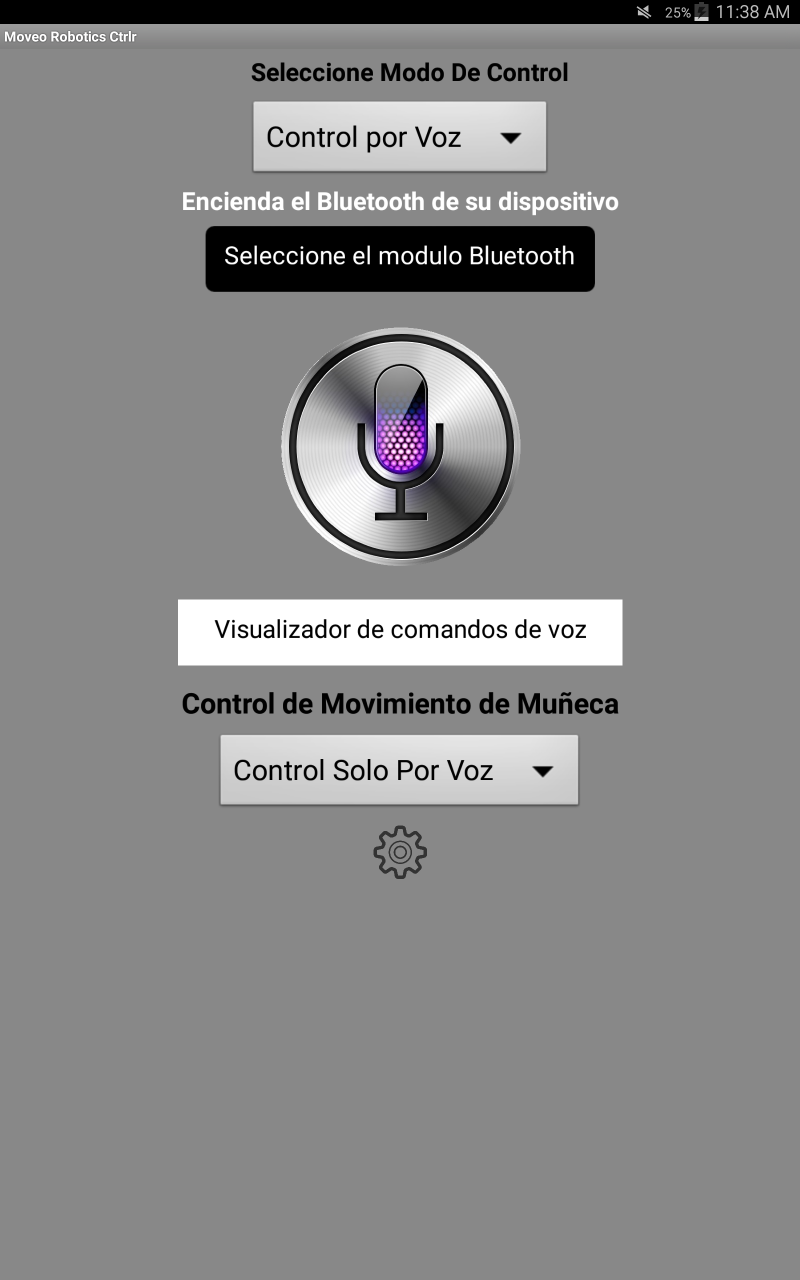 25% 11:38 AM
Moveo Robotics Ctrlr
Seleccione Modo De Control
Control por Voz
Encienda el Bluetooth de su dispositivo
Seleccione el modulo Bluetooth
Visualizador de comandos de voz
Control de Movimiento de Muñeca
Control Solo Por Voz